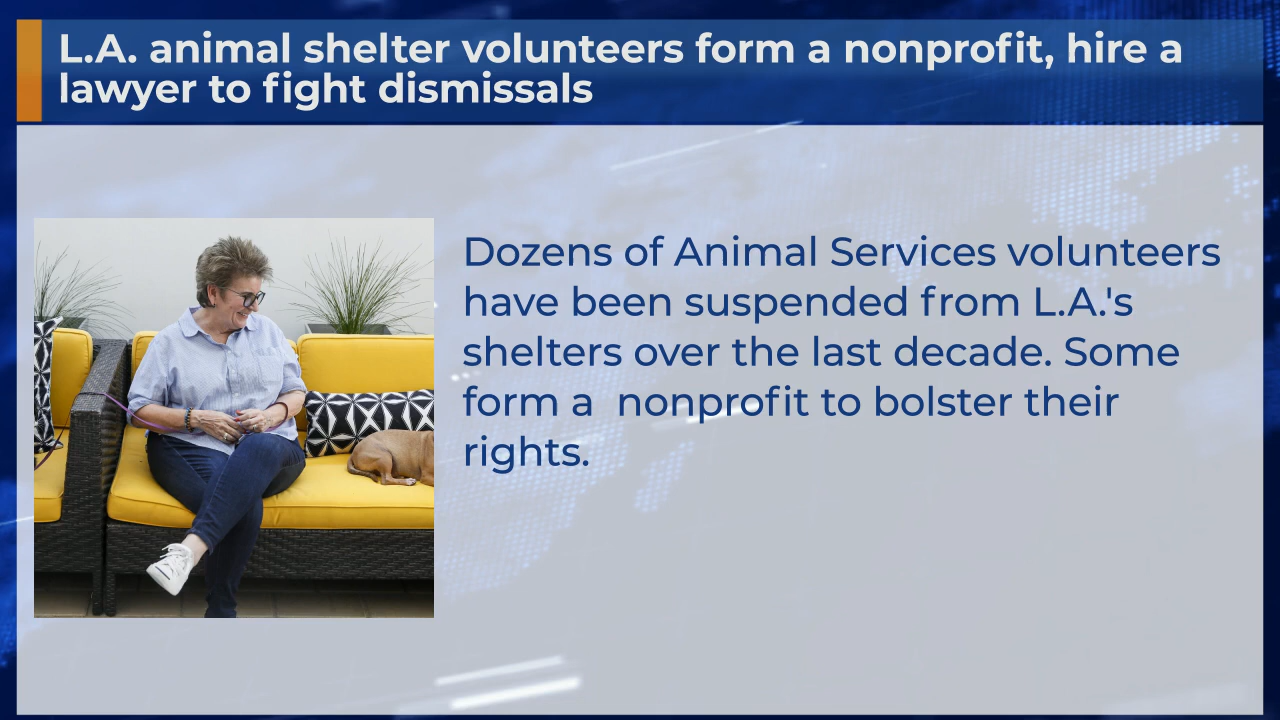 L.A. animal shelter volunteers form a nonprofit, hire a
lawyer to fight dismissals
Dozens of Animal Services volunteers
have been suspended from L.A.'s
shelters over the last decade. Some
form a  nonprofit to bolster their
rights.